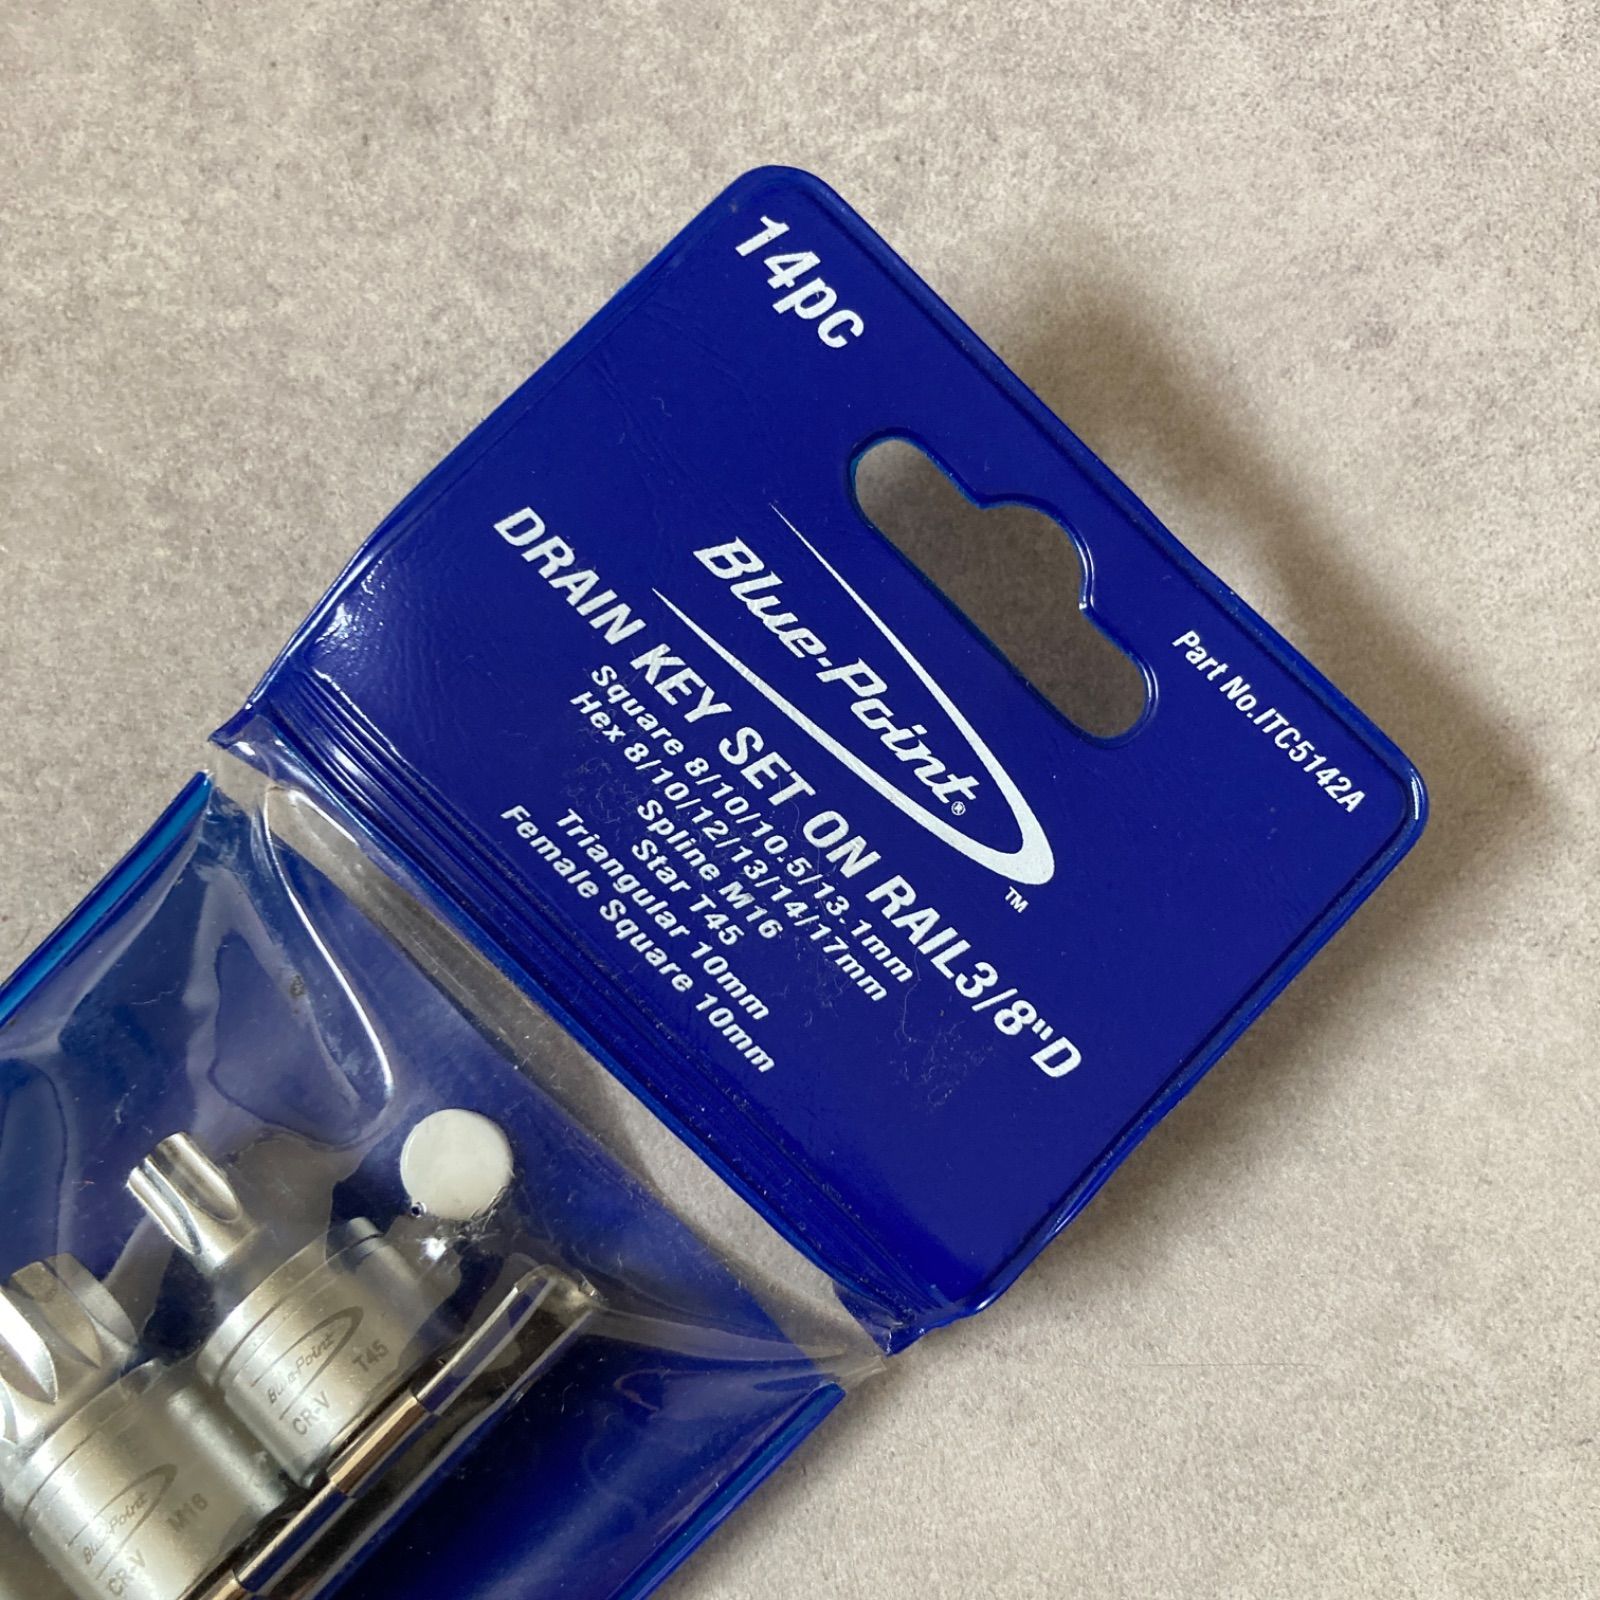 14pc
Part No.ITC5142A
Blue-Point®
TM
DRAIN KEY SET ON RAIL3/8"D
Square 8/10/10.5/13.1mm
Hex 8/10/12/13/14/17mm
Spline M16
Star T45
Triangular 10mm
Female Square 10mm
Blue-Point
CR-V T45
Blue-Point
CR-V M16